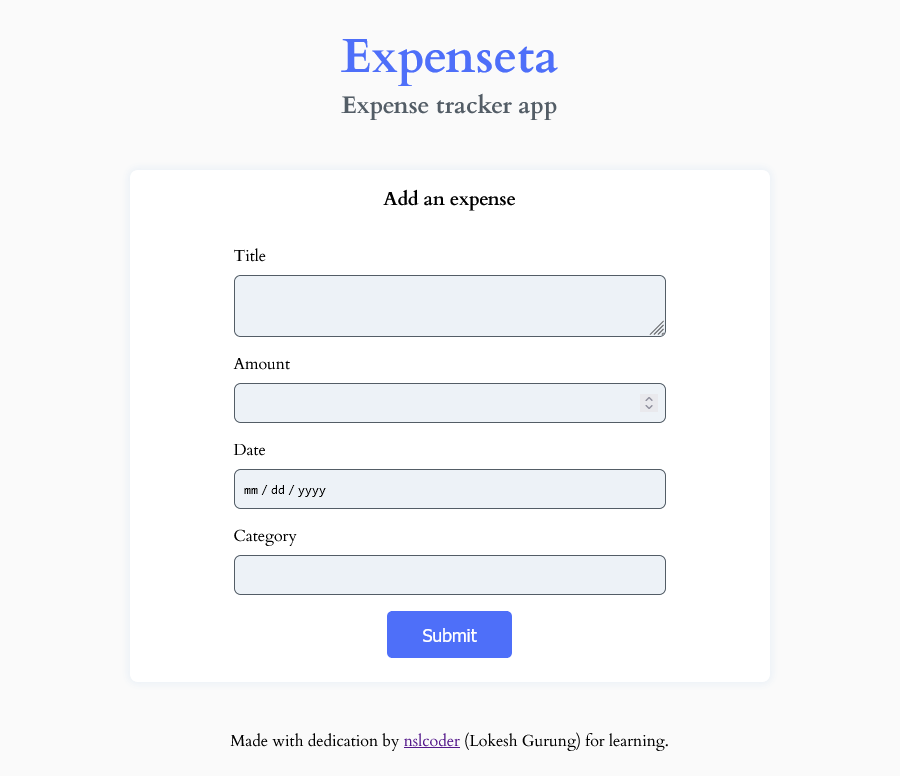 Expenseta
Expense tracker app
Add an expense
Title
Amount
Date
mm / dd / yyyy
Category
Submit
Made with dedication by nslcoder (Lokesh Gurung) for learning.